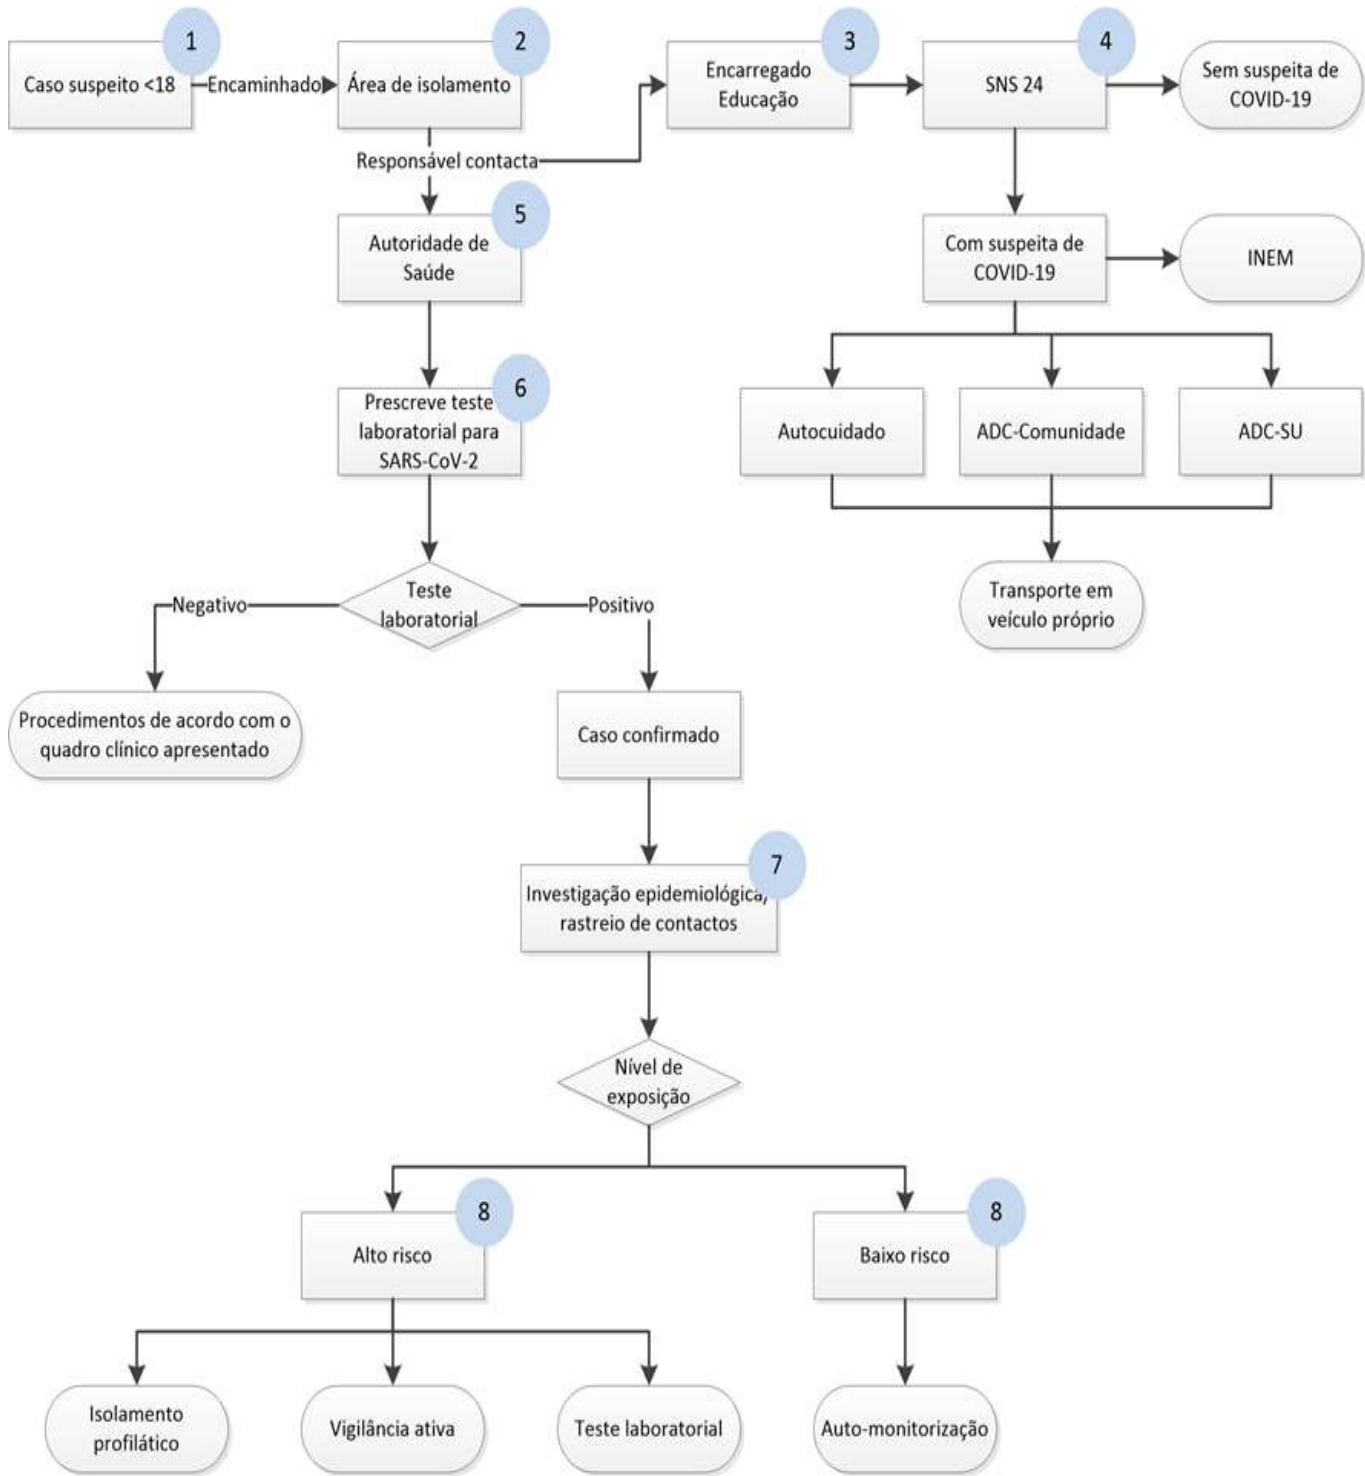 1
Caso suspeito <18
Encaminhado
2
Área de isolamento
3
Encarregado
Educação
4
SNS 24
Sem suspeita de
COVID-19
Responsável contacta
5
Autoridade de
Saúde
Com suspeita de
COVID-19
INEM
6
Prescreve teste
laboratorial para
SARS-CoV-2
Autocuidado
ADC-Comunidade
ADC-SU
Teste
laboratorial
Negativo
Positivo
Transporte em
veículo próprio
Procedimentos de acordo com o
quadro clínico apresentado
Caso confirmado
7
Investigação epidemiológica/
rastreio de contactos
Nível de
exposição
8
Alto risco
8
Baixo risco
Isolamento
profilático
Vigilância ativa
Teste laboratorial
Auto-monitorização